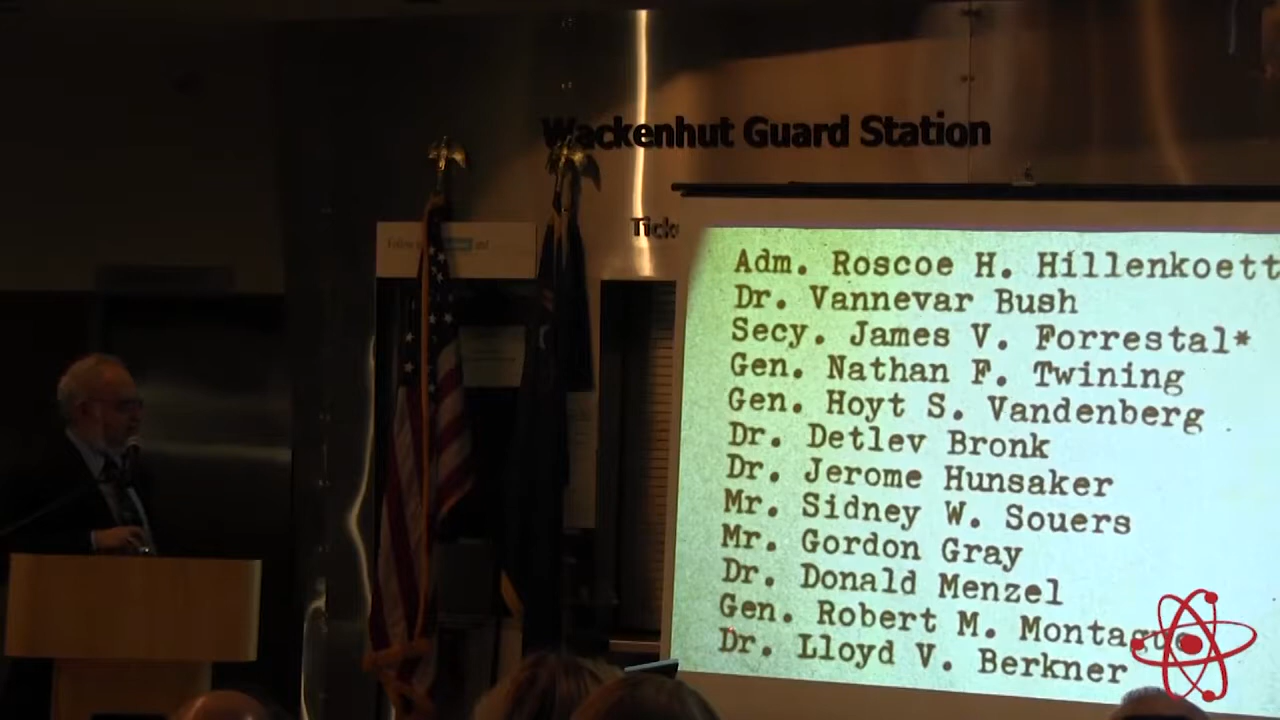 Wackenhut Guard Station
Tick
Adm. Roscoe H. Hillenkoett
Dr. Vannevar Bush
Secy. James V. Forrestal*
Gen. Nathan F. Twining
Gen. Hoyt S. Vandenberg
Dr. Detlev Bronk
Dr. Jerome Hunsaker
Mr. Sidney W. Souers
Mr. Gordon Gray
Dr. Donald Menzel
Gen. Robert M. Montague
Dr. Lloyd V. Berkner